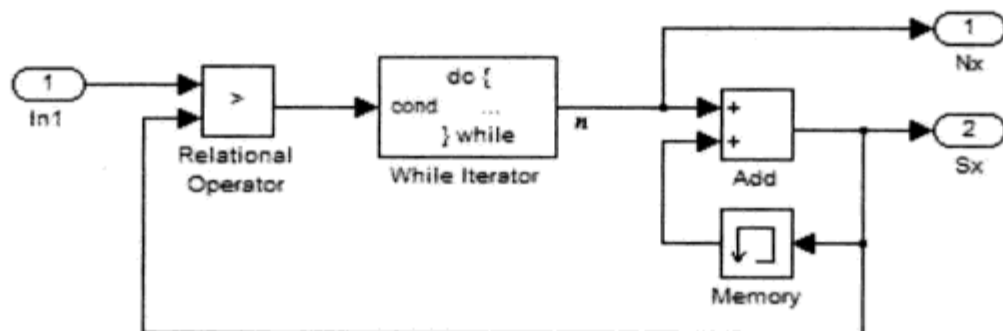 1
In1
>
Relational
Operator
do {
cond ...
} while
While Iterator
n
+
+
Add
Memory
1
Nx
2
Sx